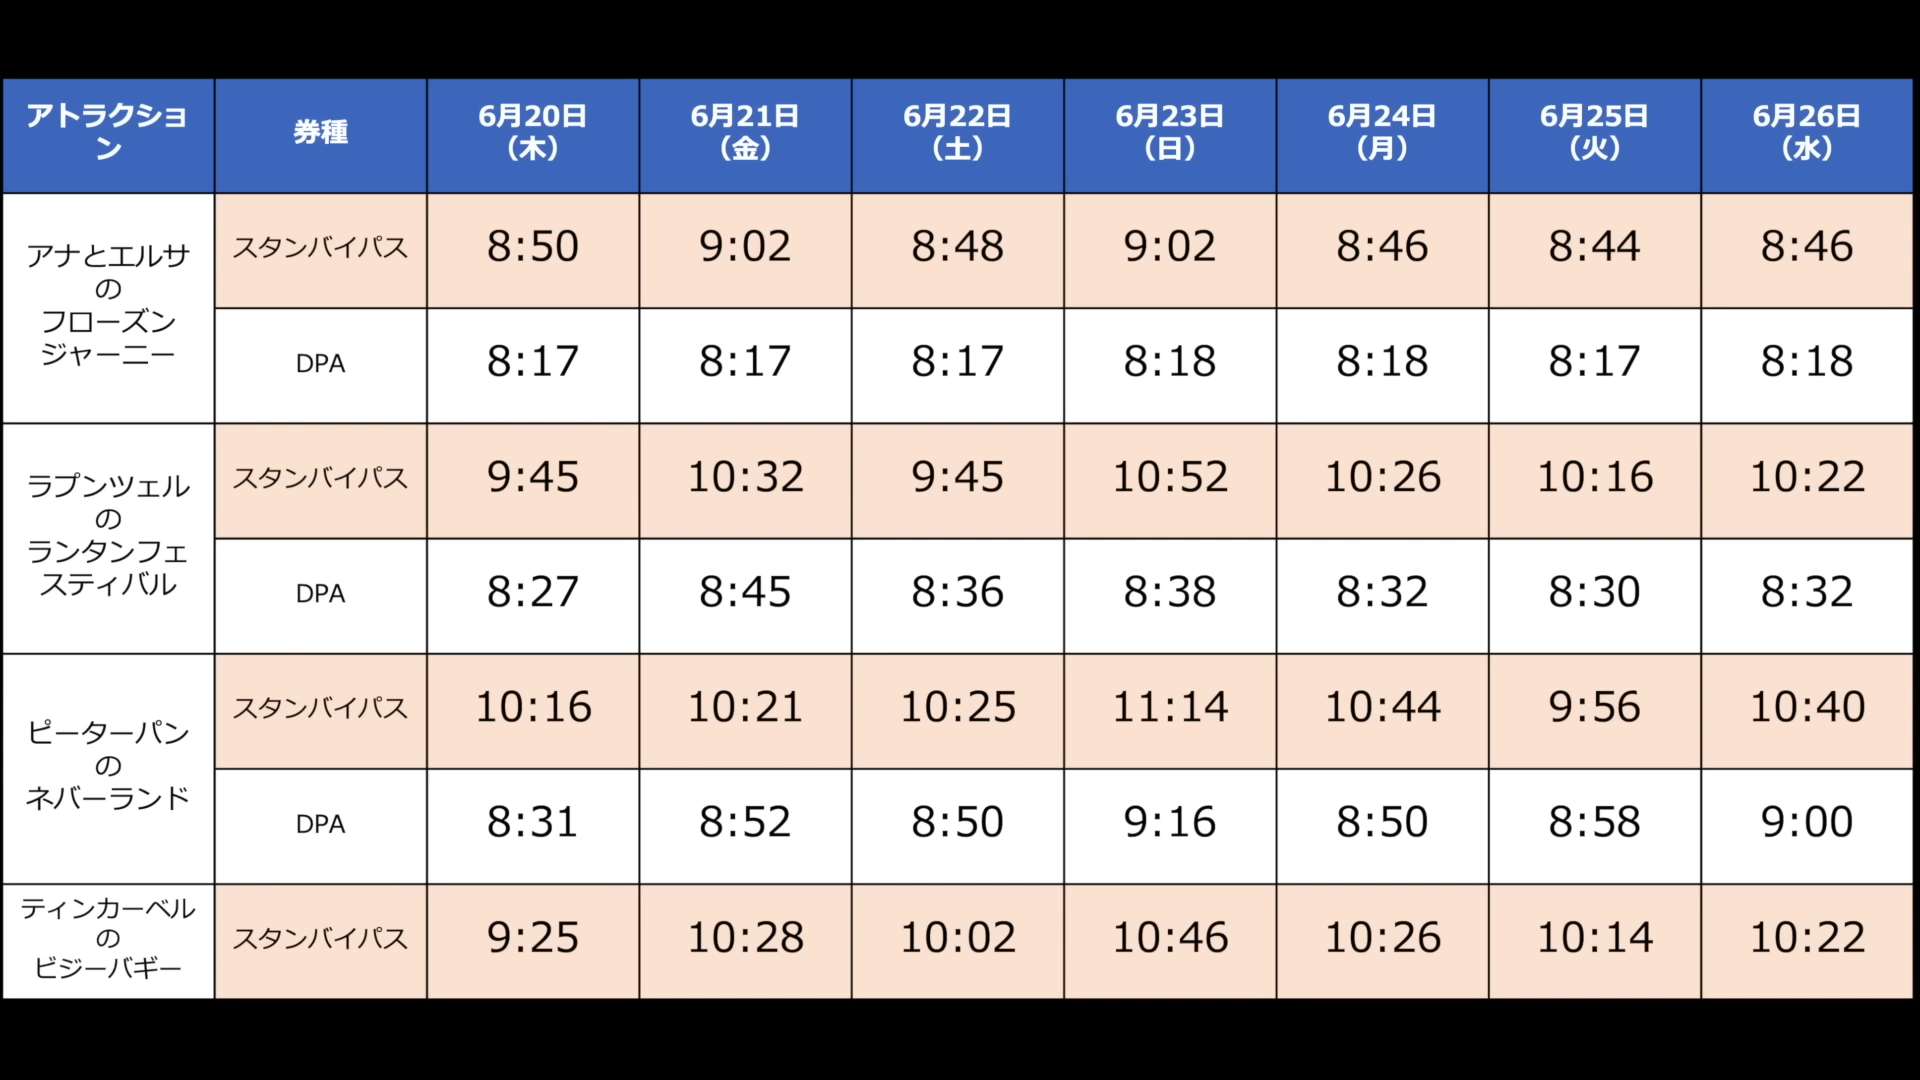 アトラクション 券種 6月20日（木） 6月21日（金） 6月22日（土） 6月23日（日） 6月24日（月） 6月25日（火） 6月26日（水）
アナとエルサのフローズンジャーニー スタンバイパス 8:50 9:02 8:48 9:02 8:46 8:44 8:46
DPA 8:17 8:17 8:17 8:18 8:18 8:17 8:18
ラプンツェルのランタンフェスティバル スタンバイパス 9:45 10:32 9:45 10:52 10:26 10:16 10:22
DPA 8:27 8:45 8:36 8:38 8:32 8:30 8:32
ピーターパンのネバーランド スタンバイパス 10:16 10:21 10:25 11:14 10:44 9:56 10:40
DPA 8:31 8:52 8:50 9:16 8:50 8:58 9:00
ティンカーベルのビジーバギー スタンバイパス 9:25 10:28 10:02 10:46 10:26 10:14 10:22